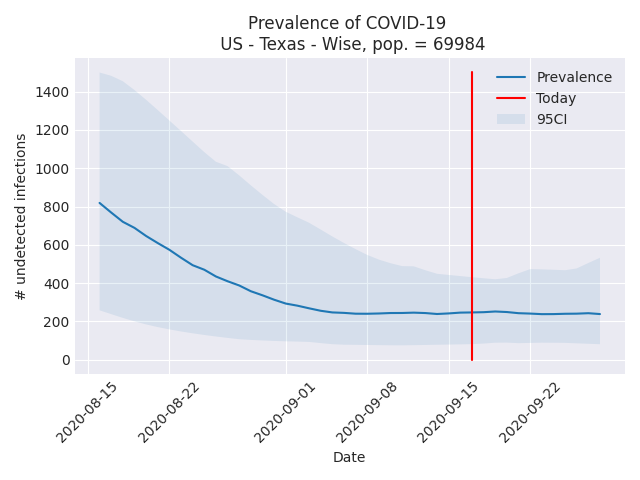 Prevalence of COVID-19
US - Texas - Wise, pop. = 69984
Prevalence
Today
95CI
# undetected infections
1400
1200
1000
800
600
400
200
0
2020-08-15
2020-08-22
2020-09-01
2020-09-08
2020-09-15
2020-09-22
Date